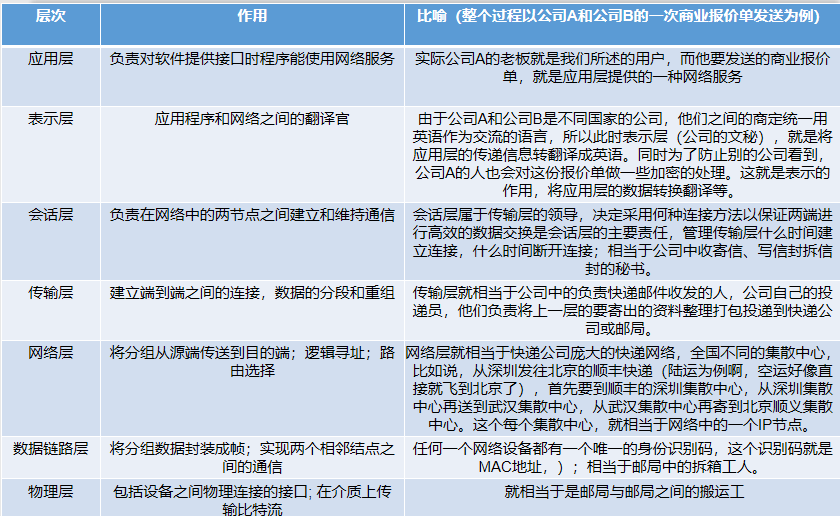 层次
作用
比喻（整个过程以公司A和公司B的一次商业报价单发送为例）
应用层
负责对软件提供接口时程序能使用网络服务
实际公司A的老板就是我们所述的用户，而他要发送的商业报价
单，就是应用层提供的一种网络服务
表示层
应用程序和网络之间的翻译官
由于公司A和公司B是不同国家的公司，他们之间的商定统一用
英语作为交流的语言，所以此时表示层（公司的文秘），就是将
应用层的传递信息转翻译成英语。同时为了防止别的公司看到，
公司A的人也会对这份报价单做一些加密的处理。这就是表示的
作用，将应用层的数据转换翻译等。
会话层
负责在网络中的两节点之间建立和维持通信
会话层属于传输层的领导，决定采用何种连接方法以保证两端进
行高效的数据交换是会话层的主要责任，管理传输层什么时间建
立连接，什么时间断开连接；相当于公司中收寄信、写信封拆信
封的秘书。
传输层
建立端到端之间的连接，数据的分段和重组
传输层就相当于公司中的负责快递邮件收发的人，公司自己的投
递员，他们负责将上一层的要寄出的资料整理打包投递到快递公
司或邮局。
网络层
将分组从源端传送到目的端；逻辑寻址；路
由选择
网络层就相当于快递公司庞大的快递网络，全国不同的集散中心，
比如说，从深圳发往北京的顺丰快递（陆运为例啊，空运好像直
接就飞到北京了），首先要到顺丰的深圳集散中心，从深圳集散
中心再送到武汉集散中心，从武汉集散中心再寄到北京顺义集散
中心。这个每个集散中心，就相当于网络中的一个IP节点。
数据链路层
将分组数据封装成帧；实现两个相邻结点之
间的通信
任何一个网络设备都有一个唯一的身份识别码，这个识别码就是
MAC地址，）；相当于邮局中的拆箱工人。
物理层
包括设备之间物理连接的接口; 在介质上传
输比特流
就相当于是邮局与邮局之间的搬运工